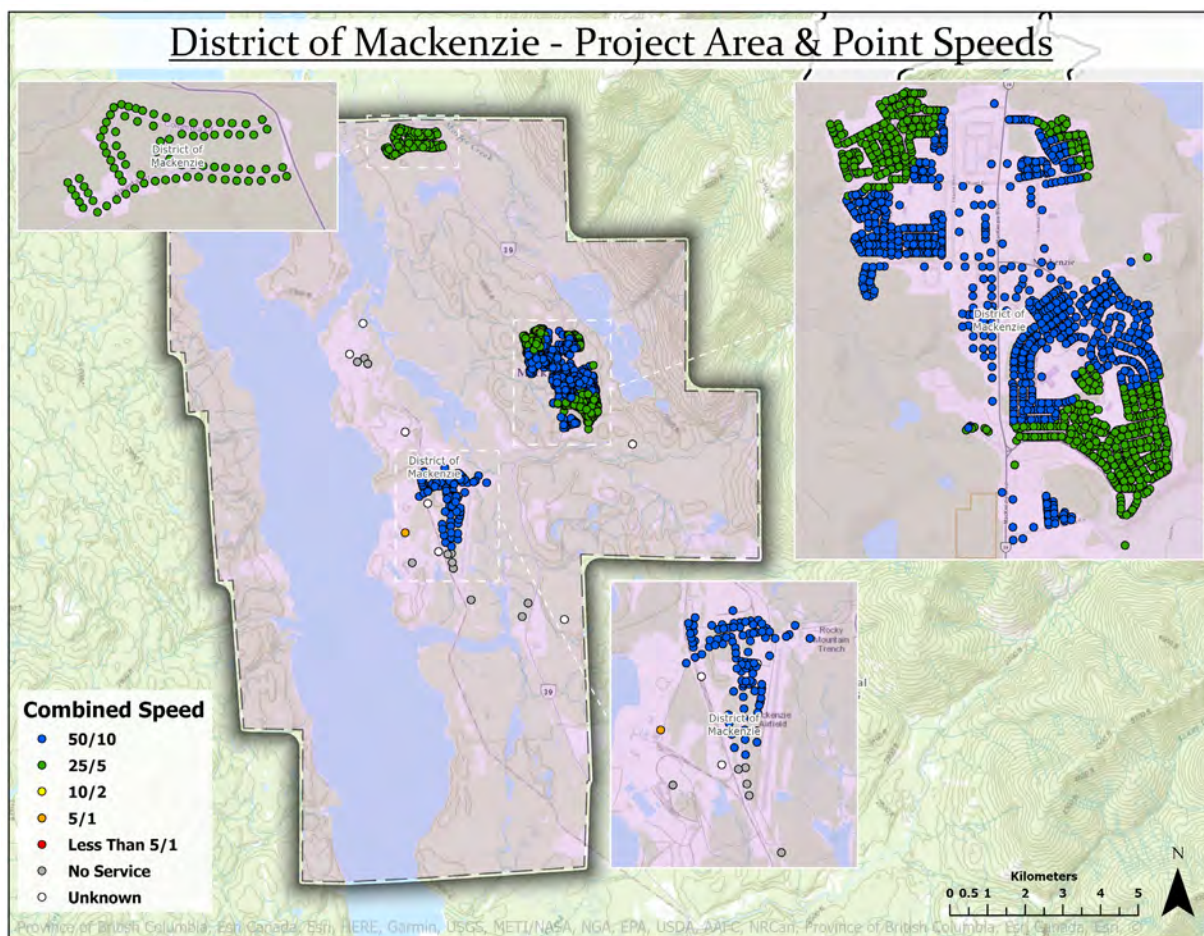 District of Mackenzie - Project Area & Point Speeds
District of
Mackenzie
39
Mackenzie
District of
Mackenzie
District of
Mackenzie
39
Rocky
Mountain
Trench
District of
Mackenzie
Airfield
Combined Speed
50/10
25/5
10/2
5/1
Less Than 5/1
No Service
Unknown
N
Kilometers
0 0.5 1 2 3 4 5
Province of British Columbia, Esri Canada, Esri, HERE, Garmin, USGS, METI/NASA, NGA, EPA, USDA, AAFC, NRCan, Province of British Columbia, Esri Canada, Esri, ©